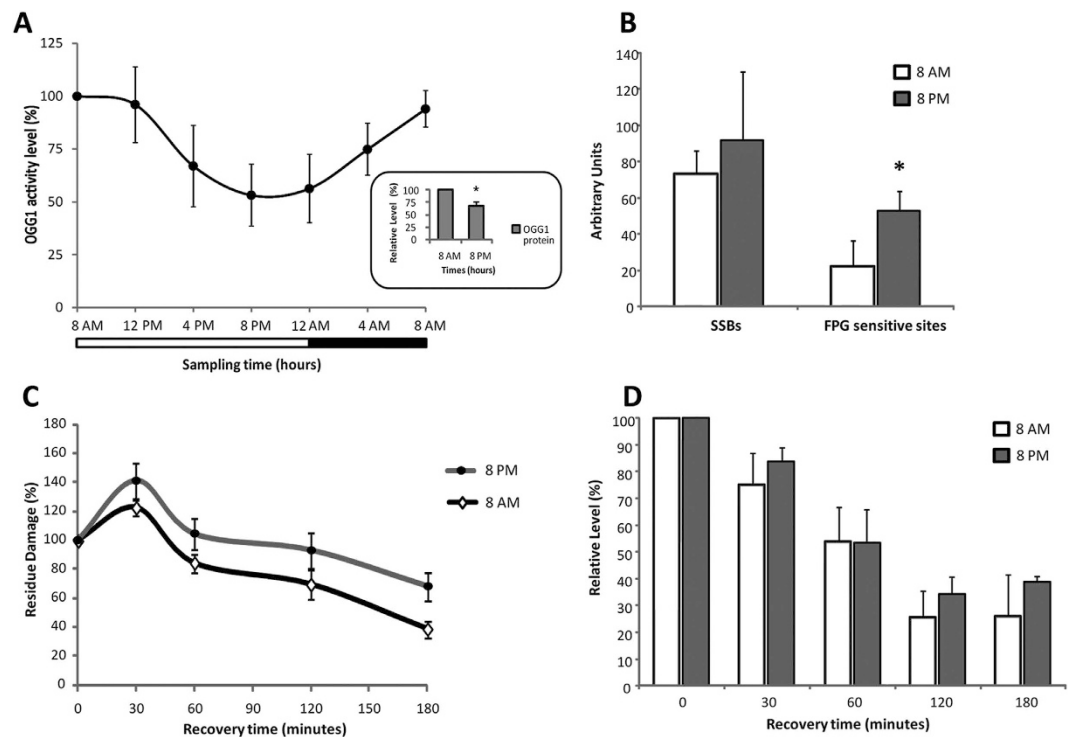 A
OGG1 activity level (%)
125
100
75
50
25
0
8 AM 12 PM 4 PM 8 PM 12 AM 4 AM 8 AM
Sampling time (hours)
Relative Level (%)
100
75
50
25
0
*
8 AM 8 PM
Times (hours)
OGG1
protein
B
Arbitrary Units
140
120
100
80
60
40
20
0
8 AM
8 PM
*
SSBs FPG sensitive sites
C
Residue Damage (%)
180
160
140
120
100
80
60
40
20
0
0 30 60 90 120 150 180
Recovery time (minutes)
8 PM
8 AM
D
Relative Level (%)
100
90
80
70
60
50
40
30
20
10
0
8 AM
8 PM
0 30 60 120 180
Recovery time (minutes)